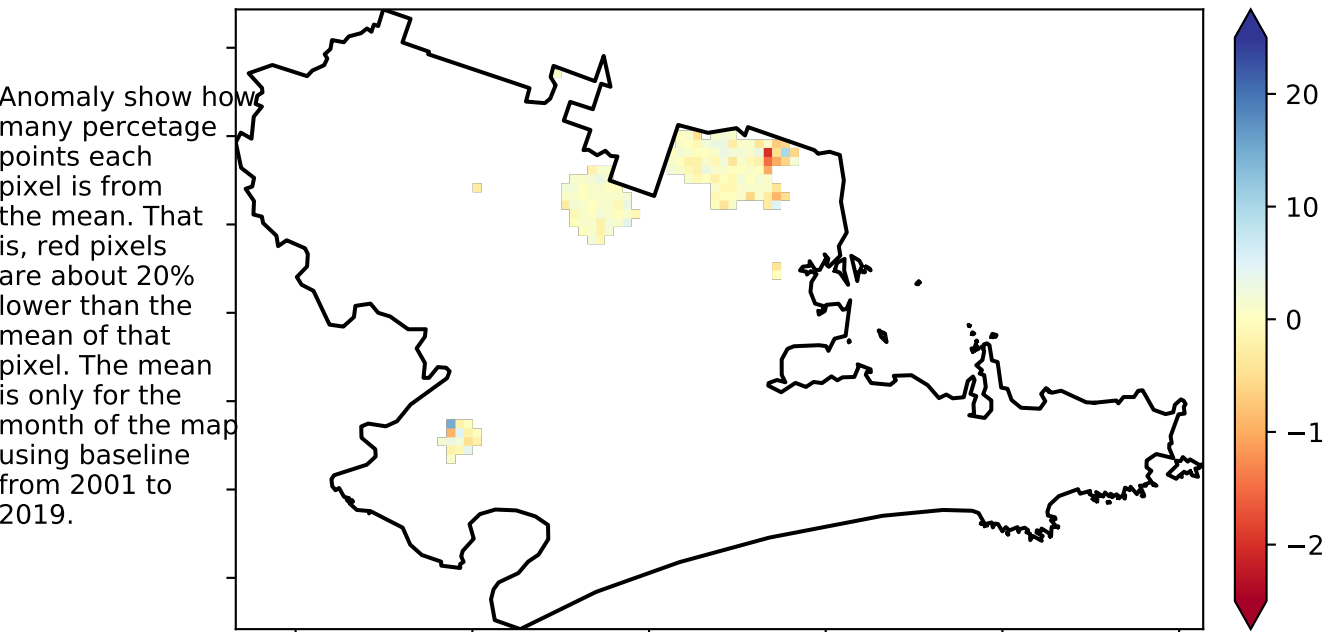 Anomaly show how
many percetage
points each
pixel is from
the mean. That
is, red pixels
are about 20%
lower than the
mean of that
pixel. The mean
is only for the
month of the map
using baseline
from 2001 to
2019.
20
10
0
−1
−2